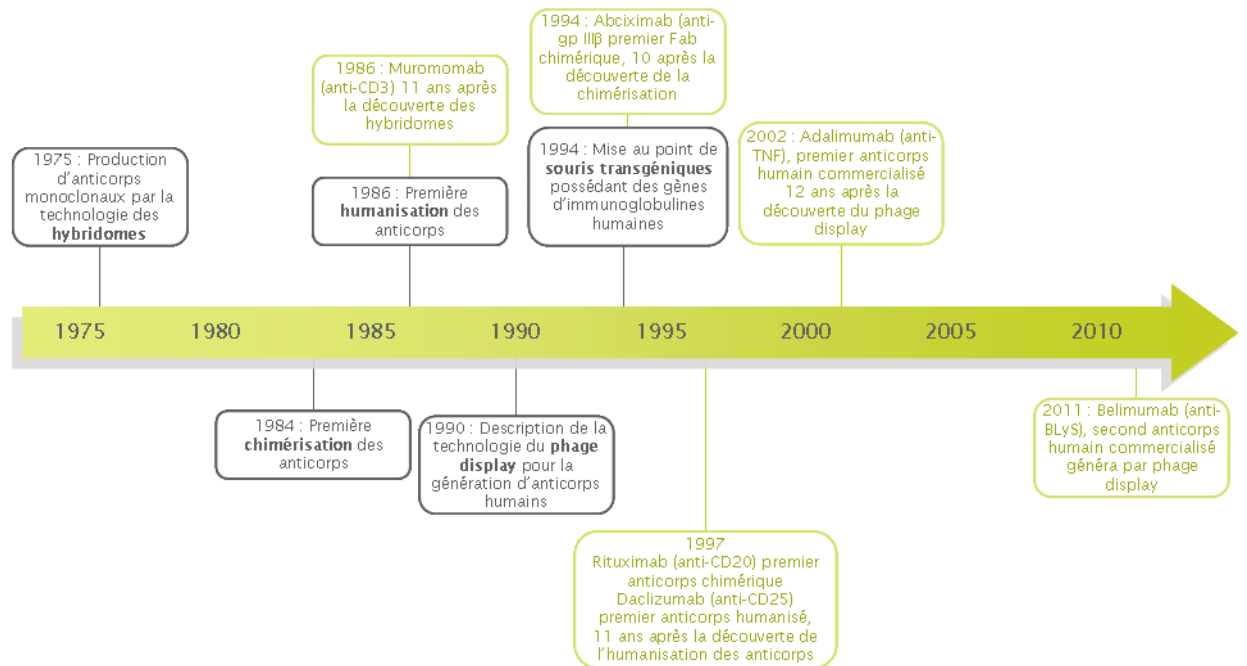 1994 : Abciximab (anti-
gp IIIβ premier Fab
chimérique, 10 après la
découverte de la
chimérisation
1986 : Muromomab
(anti-CD3) 11 ans après
la découverte des
hybridomes
1975 : Production
d'anticorps
monoclonaux par la
technologie des
hybridomes
1986 : Première
humanisation des
anticorps
1994 : Mise au point de
souris transgéniques
possédant des gènes
d'immunoglobulines
humaines
2002 : Adalimumab (anti-
TNF), premier anticorps
humain commercialisé
12 ans après la
découverte du phage
display
1975 1980 1985 1990 1995 2000 2005 2010
1984 : Première
chimérisation des
anticorps
1990 : Description de la
technologie du phage
display pour la
génération d'anticorps
humains
1997
Rituximab (anti-CD20) premier
anticorps chimérique
Daclizumab (anti-CD25)
premier anticorps humanisé,
11 ans après la découverte de
l'humanisation des anticorps
2011 : Belimumab (anti-
BLyS), second anticorps
humain commercialisé
généra par phage
display